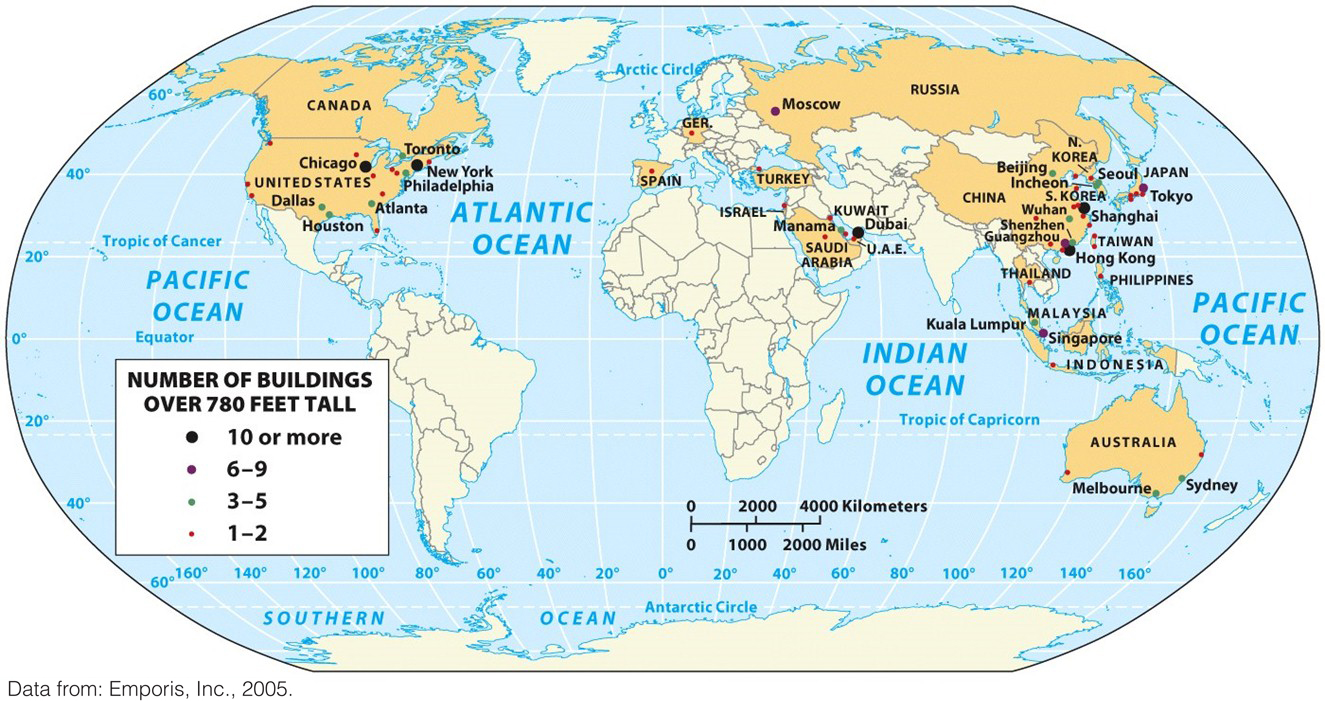 Arctic Circle
60°
CANADA
RUSSIA
Moscow
GER.
N.
KOREA
Toronto
Chicago
New York
Philadelphia
40°
UNITED STATES
Dallas
Atlanta
Houston
SPAIN
TURKEY
Beijing
Seoul
JAPAN
Incheon
S. KOREA
Tokyo
CHINA
Wuhan
Shanghai
Shenzhen
Guangzhou
TAIWAN
Hong Kong
ISRAEL
KUWAIT
Manama
Dubai
SAUDI
ARABIA
U.A.E.
ATLANTIC
OCEAN
Tropic of Cancer
20°
THAILAND
PHILIPPINES
PACIFIC
OCEAN
PACIFIC
OCEAN
MALAYSIA
Kuala Lumpur
Singapore
INDONESIA
Equator
0°
INDIAN
OCEAN
NUMBER OF BUILDINGS
OVER 780 FEET TALL
10 or more
6–9
3–5
1–2
20°
Tropic of Capricorn
AUSTRALIA
Melbourne
Sydney
40°
0 2000 4000 Kilometers
0 1000 2000 Miles
60°
160° 140° 120° 100° 80° 60° 40° 20° 0° 20° 40° 60° 80° 100° 120° 140° 160°
SOUTHERN OCEAN
Antarctic Circle
Data from: Emporis, Inc., 2005.